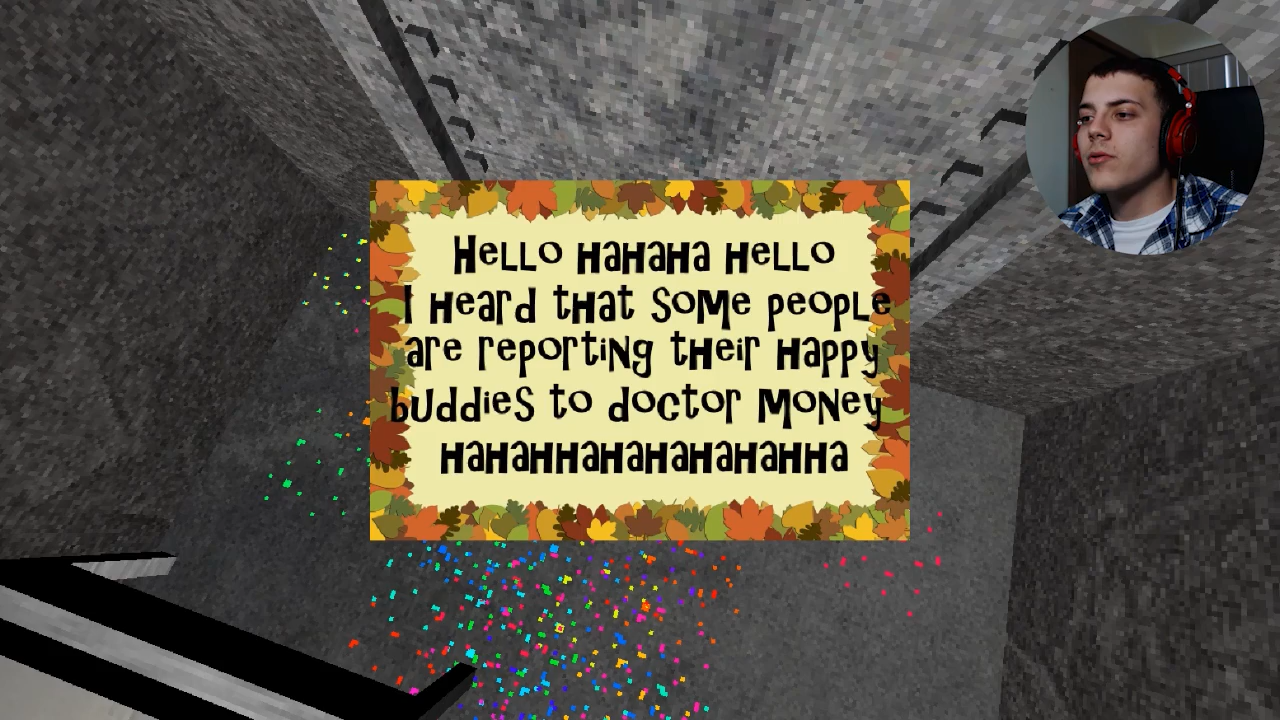 Hello HaHaHa Hello
I Heard tHat SoMe people
are reportiNg tHeir Happy
buddieS to doctor MoNey
HaHaHHaHaHaHaHaHHa